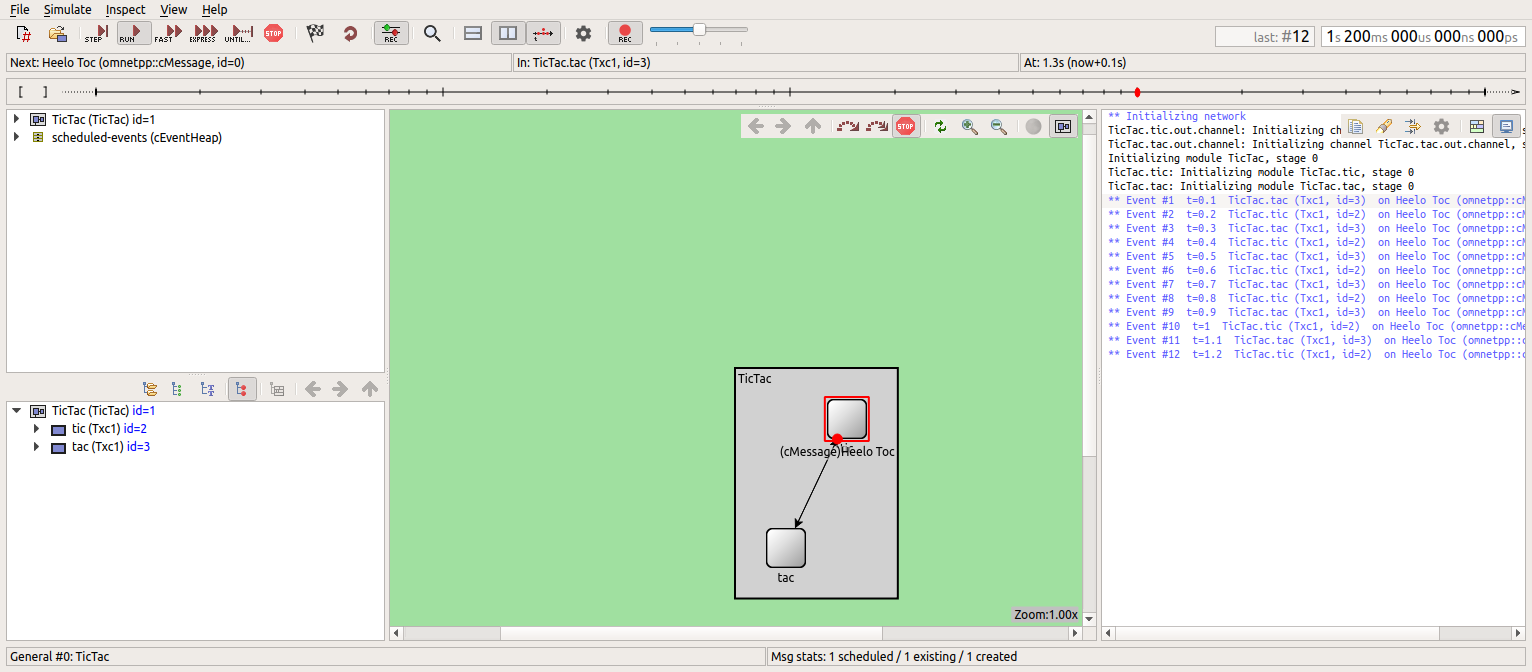 File Simulate Inspect View Help
STEP RUN FAST EXPRESS UNTIL... STOP REC REC last: #12 1s 200ms 000us 000ns 000ps
Next: Heelo Toc (omnetpp::cMessage, id=0) In: TicTac.tac (Txc1, id=3) At: 1.3s (now+0.1s)
[ ]
TicTac (TicTac) id=1
scheduled-events (cEventHeap)
TicTac (TicTac) id=1
tic (Txc1) id=2
tac (Txc1) id=3
STOP
TicTac
(cMessage)Heelo Toc
tac
Zoom:1.00x
** Initializing network
TicTac.tic.out.channel: Initializing
TicTac.tac.out.channel: Initializing channel TicTac.tac.out.channel, s
Initializing module TicTac, stage 0
TicTac.tic: Initializing module TicTac.tic, stage 0
TicTac.tac: Initializing module TicTac.tac, stage 0
** Event #1 t=0.1 TicTac.tac (Txc1, id=3) on Heelo Toc (omnetpp::cM
** Event #2 t=0.2 TicTac.tic (Txc1, id=2) on Heelo Toc (omnetpp::cM
** Event #3 t=0.3 TicTac.tac (Txc1, id=3) on Heelo Toc (omnetpp::cM
** Event #4 t=0.4 TicTac.tic (Txc1, id=2) on Heelo Toc (omnetpp::cM
** Event #5 t=0.5 TicTac.tac (Txc1, id=3) on Heelo Toc (omnetpp::cM
** Event #6 t=0.6 TicTac.tic (Txc1, id=2) on Heelo Toc (omnetpp::cM
** Event #7 t=0.7 TicTac.tac (Txc1, id=3) on Heelo Toc (omnetpp::cM
** Event #8 t=0.8 TicTac.tic (Txc1, id=2) on Heelo Toc (omnetpp::cM
** Event #9 t=0.9 TicTac.tac (Txc1, id=3) on Heelo Toc (omnetpp::cM
** Event #10 t=1 TicTac.tic (Txc1, id=2) on Heelo Toc (omnetpp::cMe
** Event #11 t=1.1 TicTac.tac (Txc1, id=3) on Heelo Toc (omnetpp::c
** Event #12 t=1.2 TicTac.tic (Txc1, id=2) on Heelo Toc (omnetpp::c
General #0: TicTac Msg stats: 1 scheduled / 1 existing / 1 created